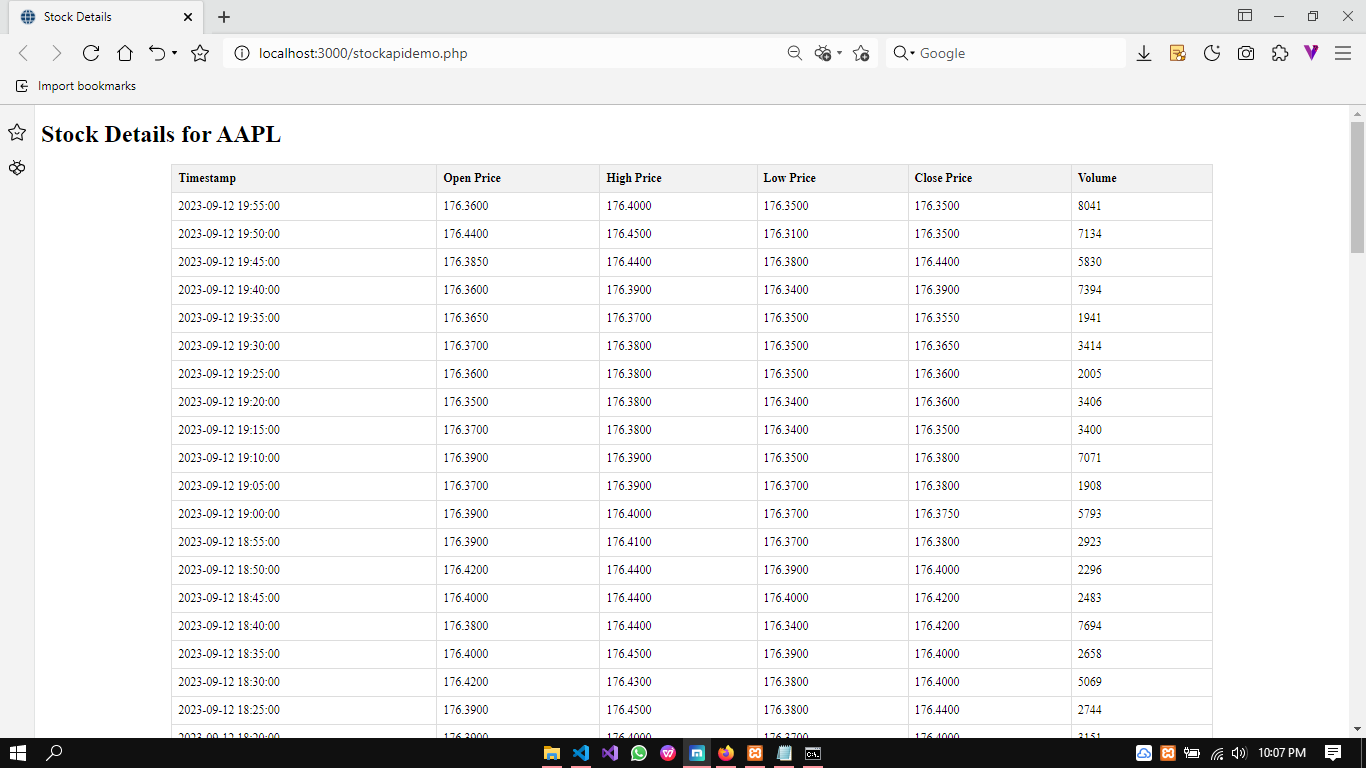 Stock Details
localhost:3000/stockapidemo.php
Google
Import bookmarks
Stock Details for AAPL
Timestamp Open Price High Price Low Price Close Price Volume
2023-09-12 19:55:00 176.3600 176.4000 176.3500 176.3500 8041
2023-09-12 19:50:00 176.4400 176.4500 176.3100 176.3500 7134
2023-09-12 19:45:00 176.3850 176.4400 176.3800 176.4400 5830
2023-09-12 19:40:00 176.3600 176.3900 176.3400 176.3900 7394
2023-09-12 19:35:00 176.3650 176.3700 176.3500 176.3550 1941
2023-09-12 19:30:00 176.3700 176.3800 176.3500 176.3650 3414
2023-09-12 19:25:00 176.3600 176.3800 176.3500 176.3600 2005
2023-09-12 19:20:00 176.3500 176.3800 176.3400 176.3600 3406
2023-09-12 19:15:00 176.3700 176.3800 176.3400 176.3500 3400
2023-09-12 19:10:00 176.3900 176.3900 176.3500 176.3800 7071
2023-09-12 19:05:00 176.3700 176.3900 176.3700 176.3800 1908
2023-09-12 19:00:00 176.3900 176.4000 176.3700 176.3750 5793
2023-09-12 18:55:00 176.3900 176.4100 176.3700 176.3800 2923
2023-09-12 18:50:00 176.4200 176.4400 176.3900 176.4000 2296
2023-09-12 18:45:00 176.4000 176.4400 176.4000 176.4200 2483
2023-09-12 18:40:00 176.3800 176.4400 176.3400 176.4200 7694
2023-09-12 18:35:00 176.4000 176.4500 176.3900 176.4000 2658
2023-09-12 18:30:00 176.4200 176.4300 176.3800 176.4000 5069
2023-09-12 18:25:00 176.3900 176.4500 176.3800 176.4400 2744
2023-09-12 18:20:00 176.3900 176.4000 176.3700 176.4000 3151
10:07 PM